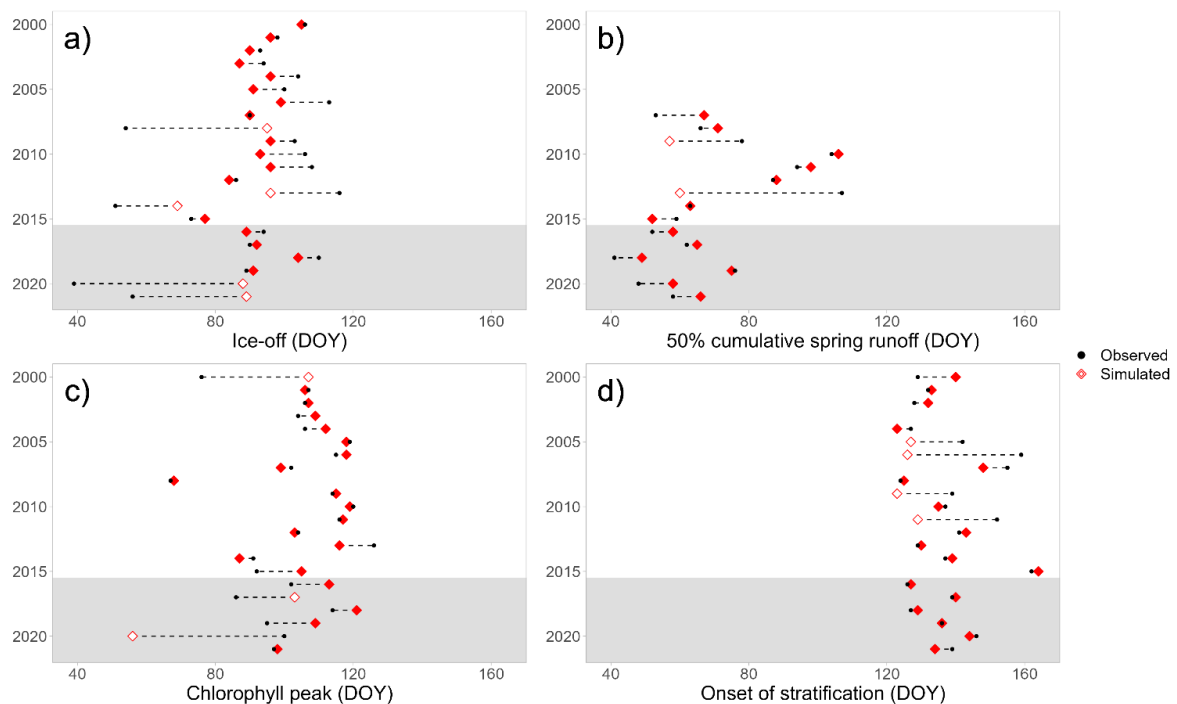 a)
2000
2005
2010
2015
2020
40 80 120 160
Ice-off (DOY)
b)
2000
2005
2010
2015
2020
40 80 120 160
50% cumulative spring runoff (DOY)
c)
2000
2005
2010
2015
2020
40 80 120 160
Chlorophyll peak (DOY)
d)
2000
2005
2010
2015
2020
40 80 120 160
Onset of stratification (DOY)
Observed
Simulated